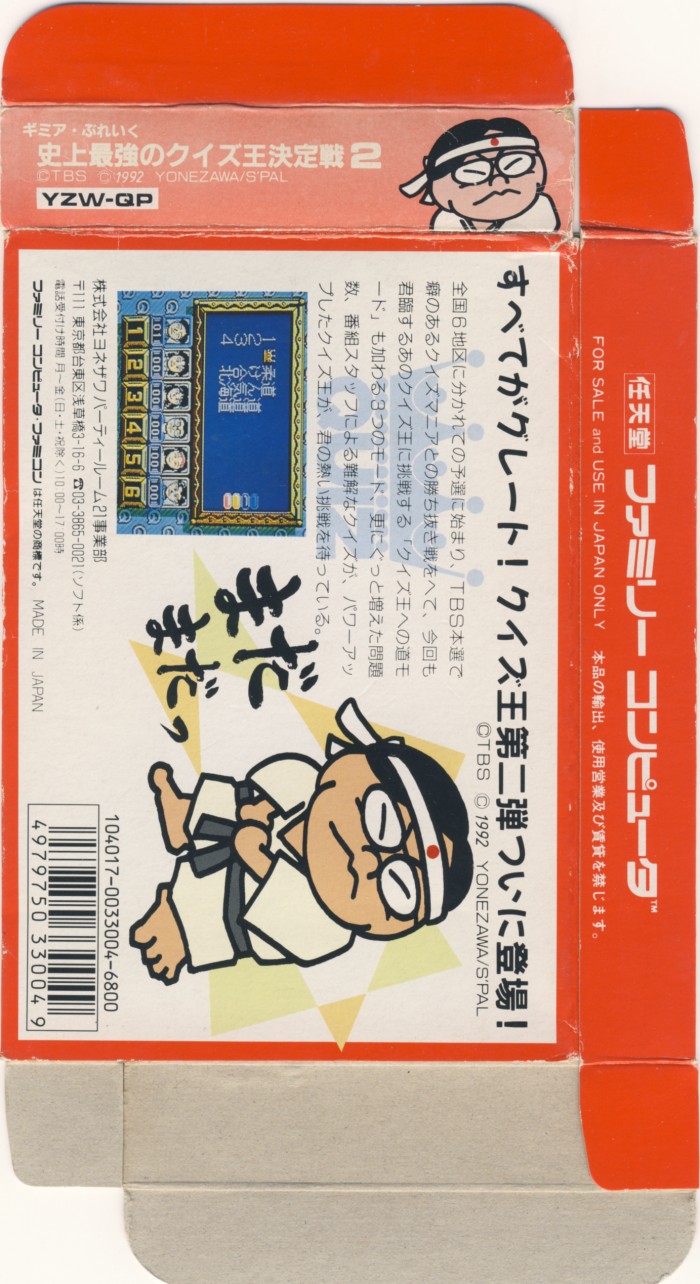 ギミア・ぶれいく
史上最強のクイズ王決定戦2
©TBS ©1992 YONEZAWA/S'PAL
YZW-QP
すべてがグレート！クイズ王第二弾ついに登場！
©TBS ©1992 YONEZAWA/S'PAL
全国6地区に分かれての予選に始まり、TBS本選で
癖のあるクイズマニアとの勝ち抜き戦をへて、今回も
君臨するあのクイズ王に挑戦する「クイズ王への道モ
ード」も加わる3つのモード、更にぐっと増えた問題
数、番組スタッフによる難解なクイズが、パワーアッ
プしたクイズ王が、君の熱い挑戦を待っている。
1 柔道
2
3
4 北海道
1 2 3 4 5 6
まだ
まだっ
株式会社ヨネザワパーティールーム21事業部
〒111 東京都台東区浅草橋3-16-6 ☎03-3865-0021(ソフト係)
電話受付け時間 月〜金(日・土・祝除く)10:00〜17:00時
ファミリーコンピュータ・ファミコンは任天堂の商標です。 MADE IN JAPAN
104017-0033004-6800
4979750330049
任天堂 ファミリーコンピュータ™
FOR SALE and USE IN JAPAN ONLY 本品の輸出、使用営業及び賃貸を禁じます。